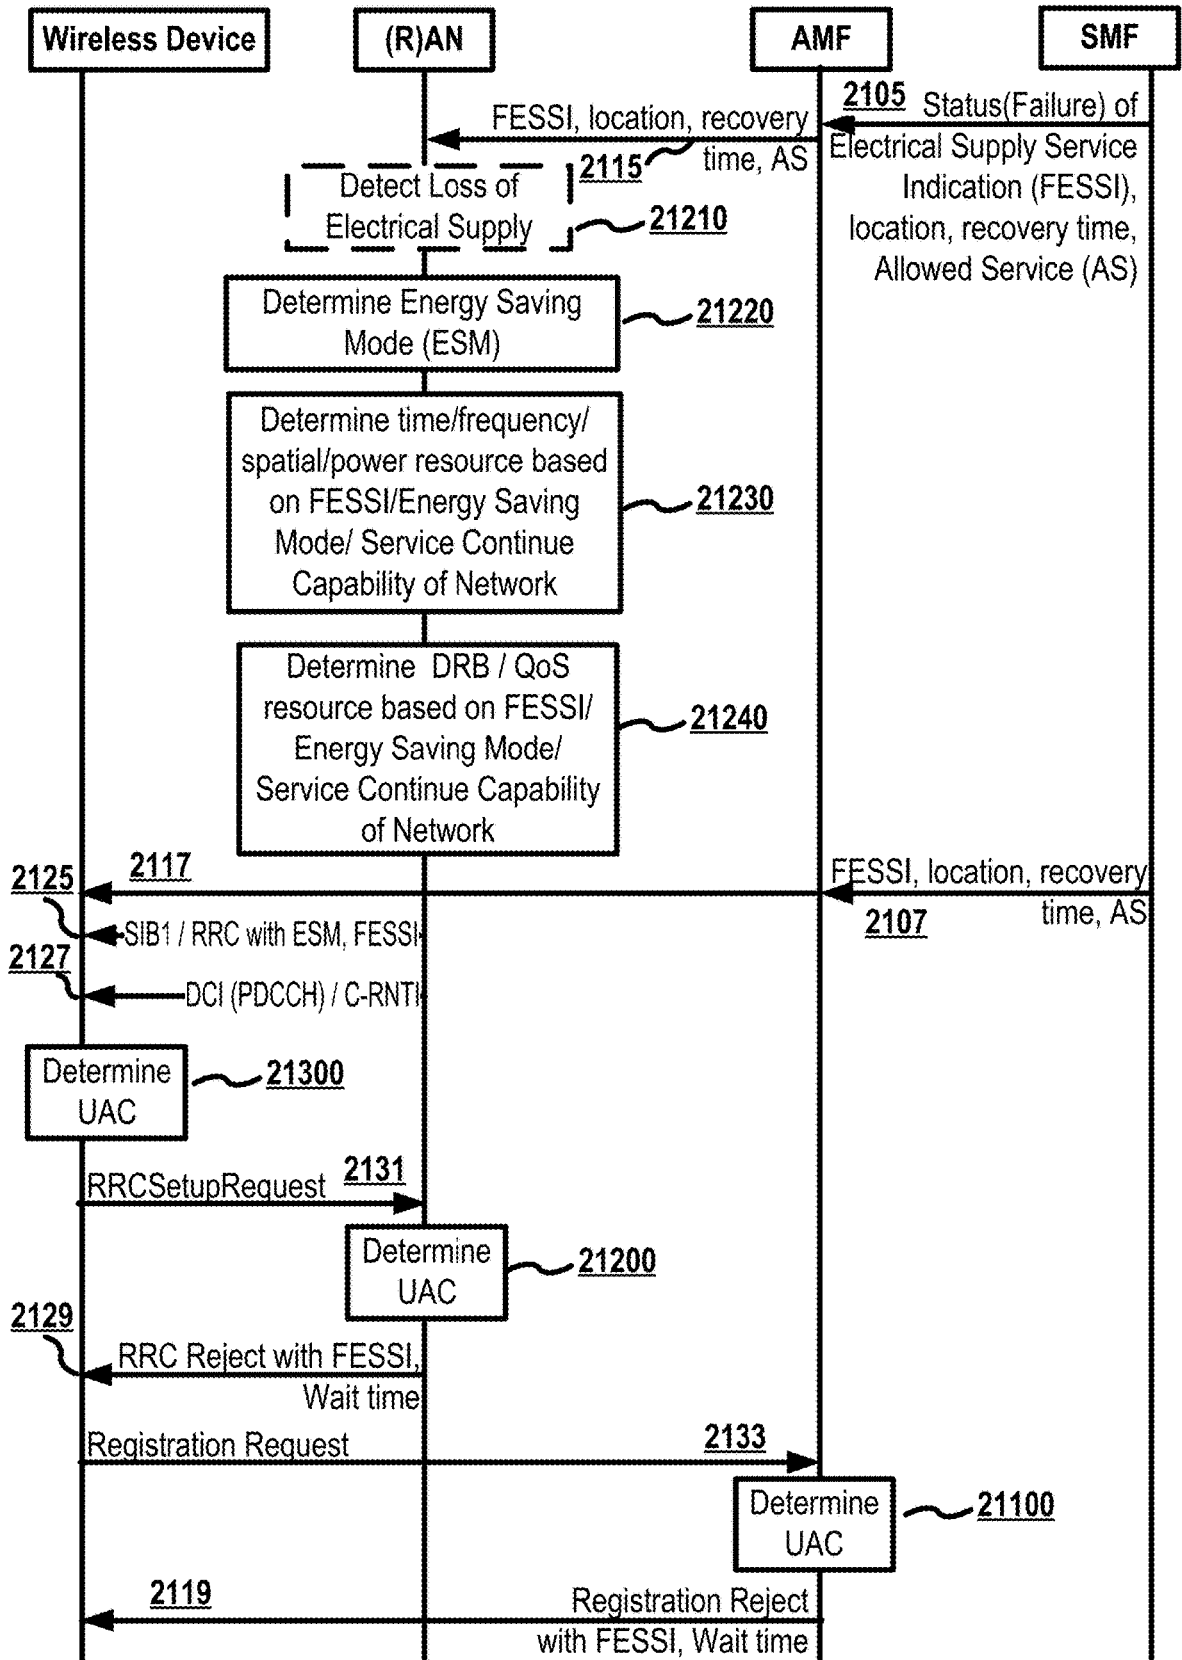 Wireless Device
(R)AN
AMF
SMF
2105
Status(Failure) of
Electrical Supply Service
Indication (FESSI),
location, recovery time,
Allowed Service (AS)
FESSI, location, recovery
time, AS
2115
Detect Loss of
Electrical Supply
21210
Determine Energy Saving
Mode (ESM)
21220
Determine time/frequency/
spatial/power resource based
on FESSI/Energy Saving
Mode/ Service Continue
Capability of Network
21230
Determine DRB / QoS
resource based on FESSI/
Energy Saving Mode/
Service Continue Capability
of Network
21240
2117
FESSI, location, recovery
time, AS
2107
2125
SIB1 / RRC with ESM, FESSI
2127
DCI (PDCCH) / C-RNTI
Determine
UAC
21300
RRCSetupRequest
2131
Determine
UAC
21200
2129
RRC Reject with FESSI,
Wait time
Registration Request
2133
Determine
UAC
21100
2119
Registration Reject
with FESSI, Wait time